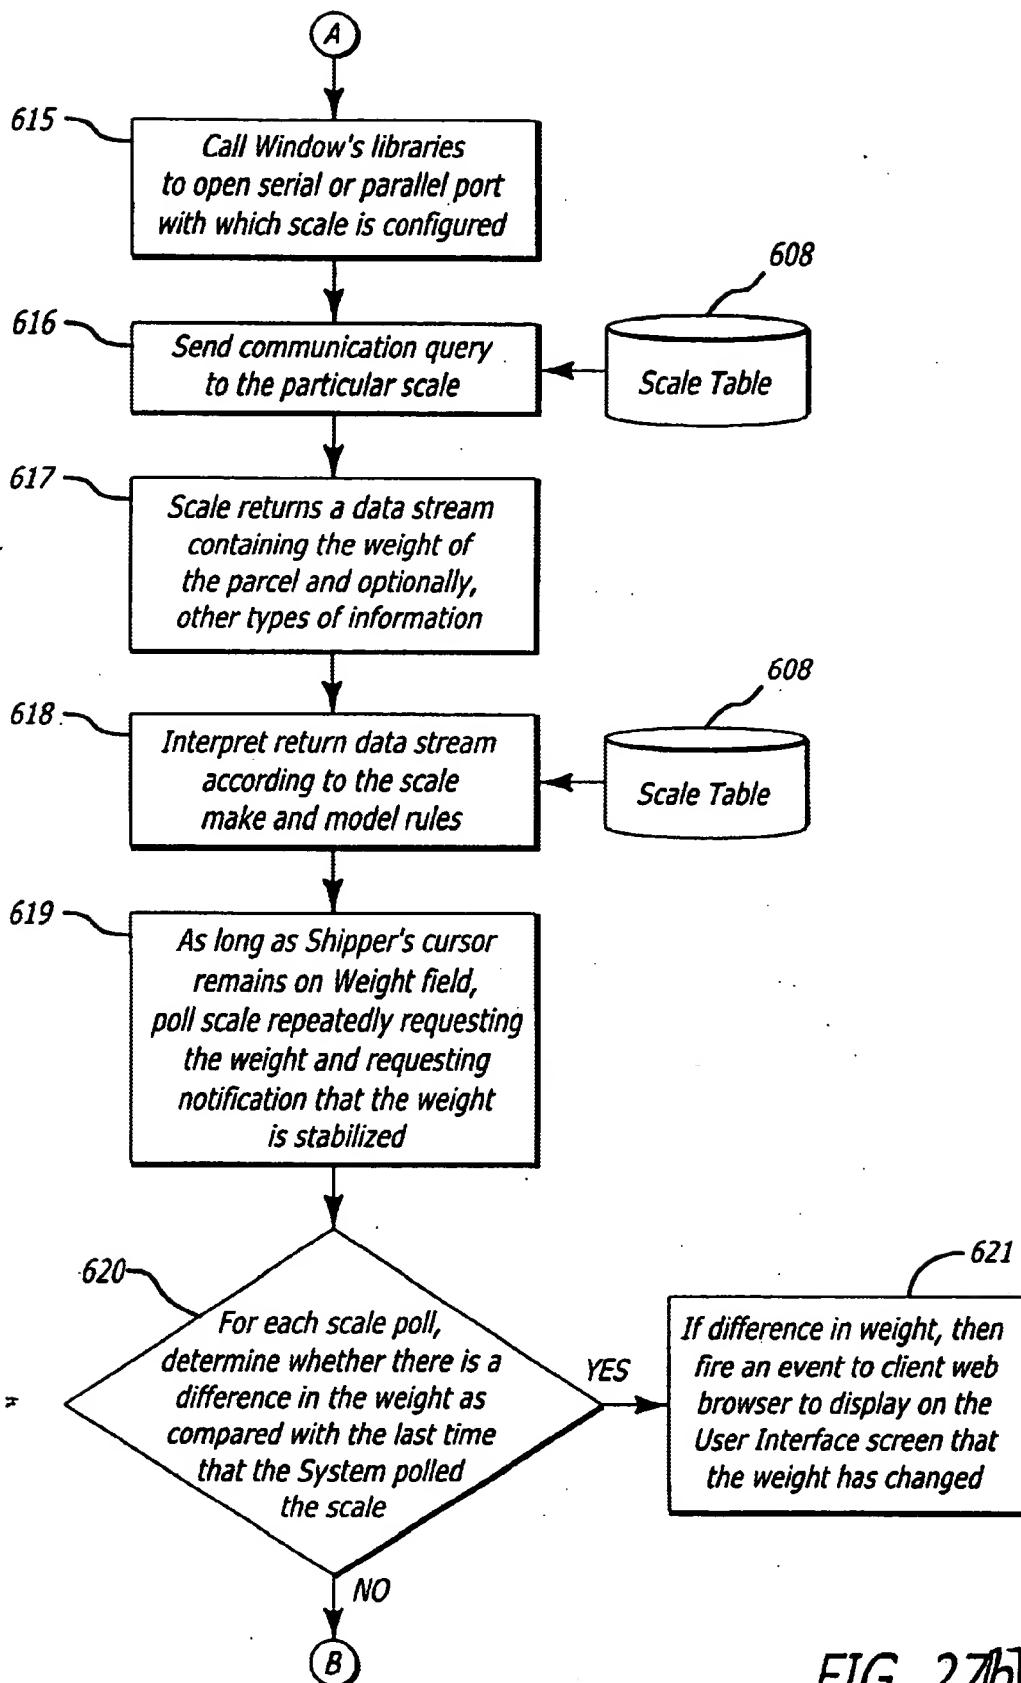 A
615
Call Window's libraries
to open serial or parallel port
with which scale is configured
608
616
Send communication query
to the particular scale
Scale Table
617
Scale returns a data stream
containing the weight of
the parcel and optionally,
other types of information
608
618
Interpret return data stream
according to the scale
make and model rules
Scale Table
619
As long as Shipper's cursor
remains on Weight field,
poll scale repeatedly requesting
the weight and requesting
notification that the weight
is stabilized
620
For each scale poll,
determine whether there is a
difference in the weight as
compared with the last time
that the System polled
the scale
YES
621
If difference in weight, then
fire an event to client web
browser to display on the
User Interface screen that
the weight has changed
NO
B
FIG. 27b